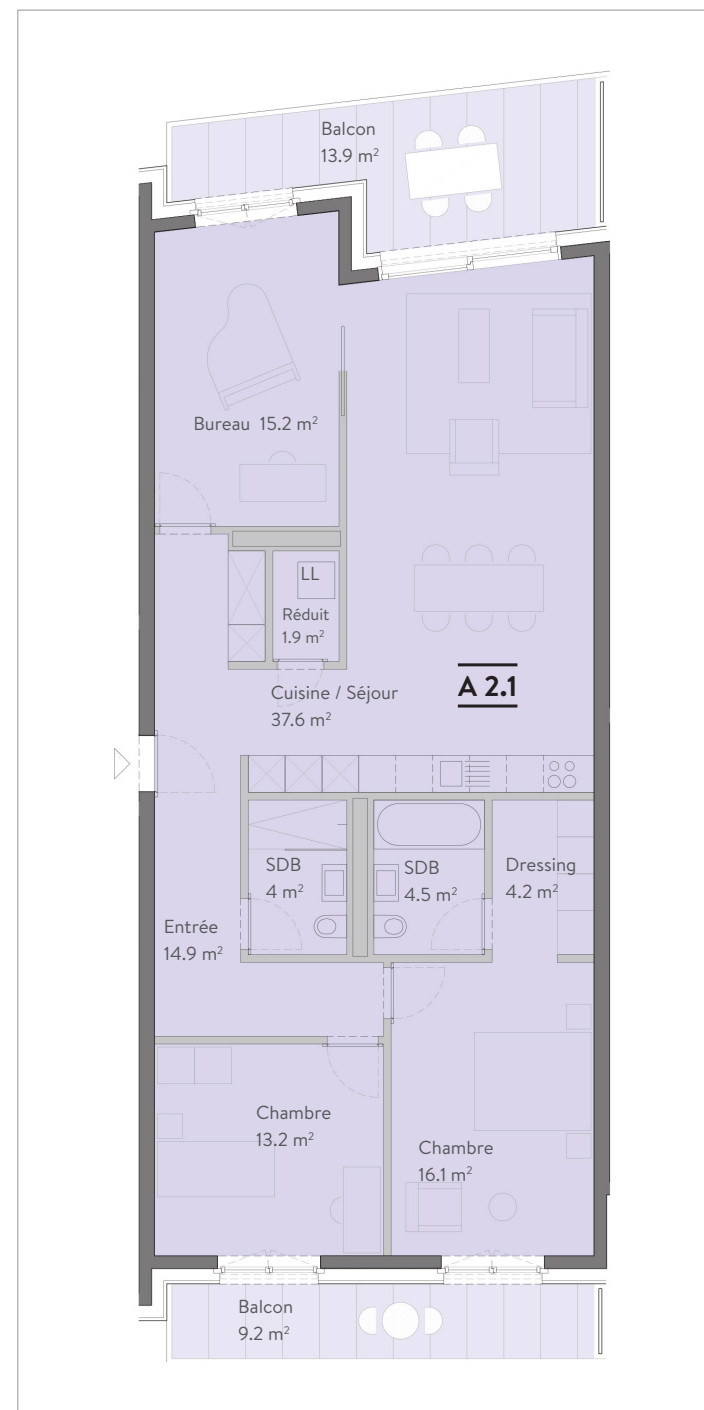 Balcon
13.9 m²
Bureau 15.2 m²
LL
Réduit
1.9 m²
Cuisine / Séjour
37.6 m²
A 2.1
SDB
4 m²
SDB
4.5 m²
Dressing
4.2 m²
Entrée
14.9 m²
Chambre
13.2 m²
Chambre
16.1 m²
Balcon
9.2 m²